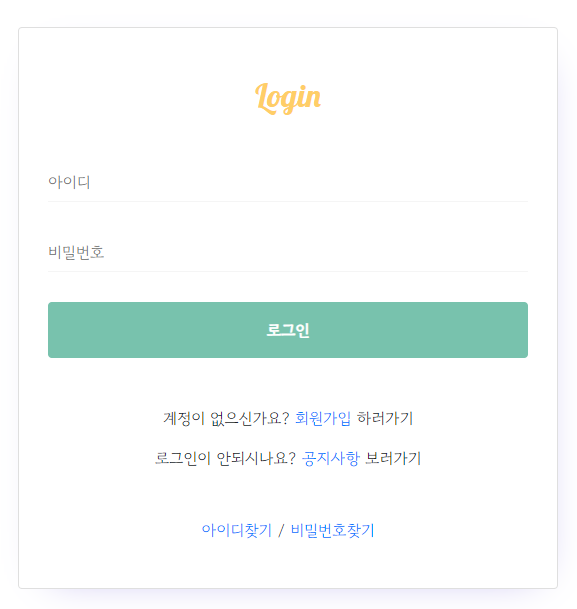 Login
아이디
비밀번호
로그인
계정이 없으신가요? 회원가입 하러가기
로그인이 안되시나요? 공지사항 보러가기
아이디찾기 / 비밀번호찾기